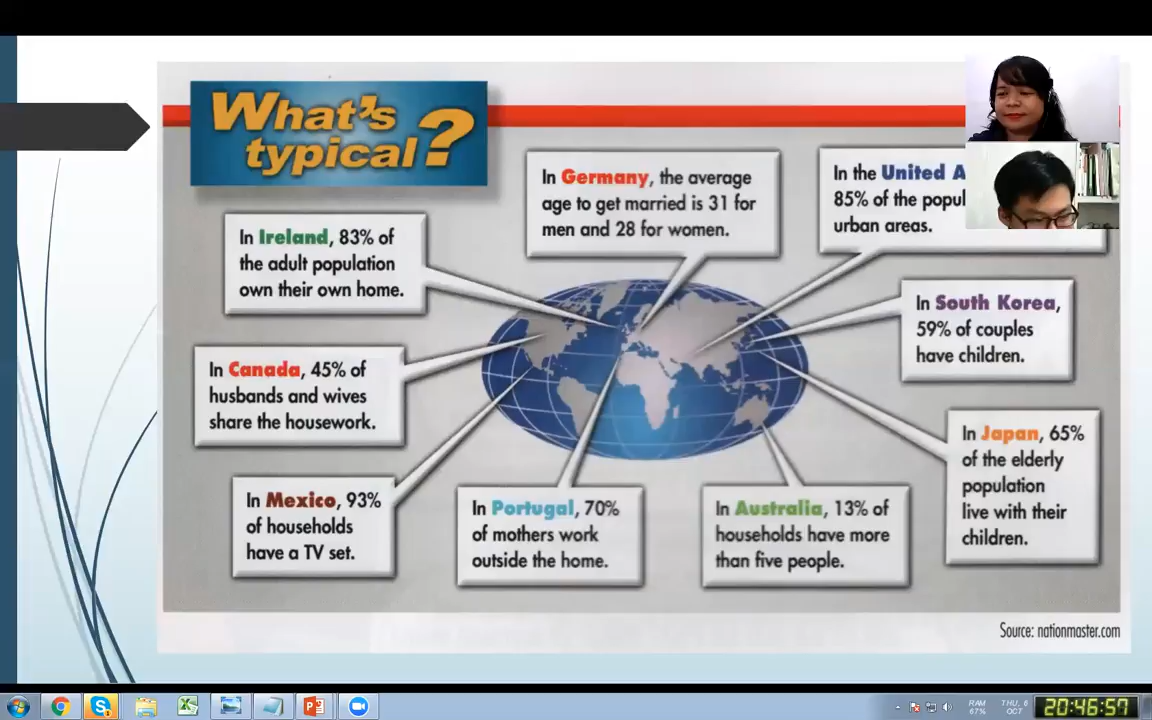 What's
typical?
In Germany, the average
age to get married is 31 for
men and 28 for women.
In the United A
85% of the popul
urban areas.
In Ireland, 83% of
the adult population
own their own home.
In South Korea,
59% of couples
have children.
In Canada, 45% of
husbands and wives
share the housework.
In Japan, 65%
of the elderly
population
live with their
children.
In Mexico, 93%
of households
have a TV set.
In Portugal, 70%
of mothers work
outside the home.
In Australia, 13% of
households have more
than five people.
Source: nationmaster.com
RAM
67%
THU, 6
OCT
20:46:57